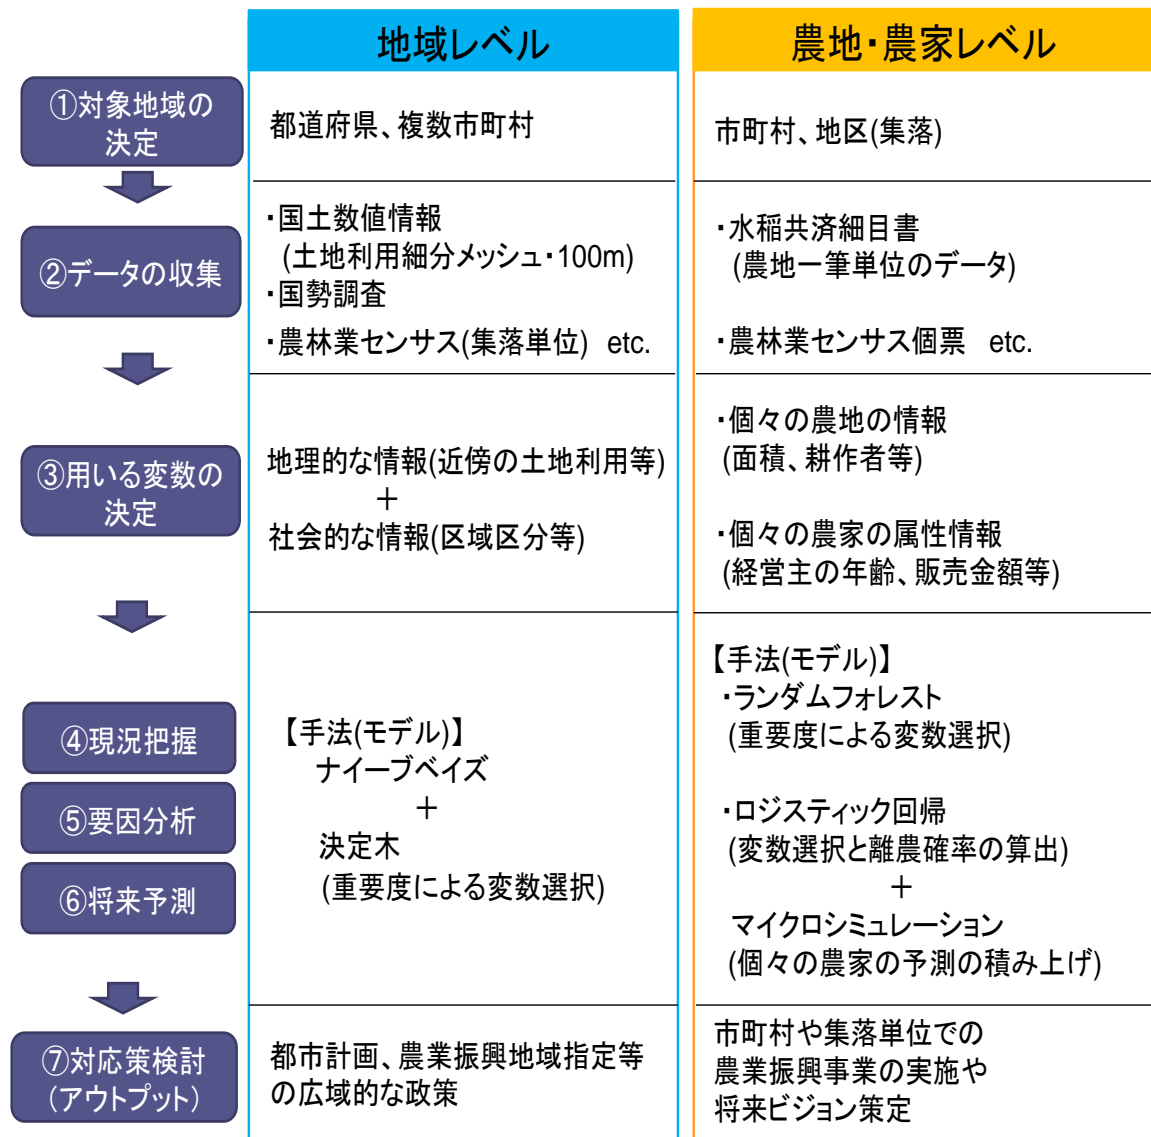 地域レベル
農地・農家レベル
①対象地域の
決定
都道府県、複数市町村
市町村、地区(集落)
②データの収集
・国土数値情報
(土地利用細分メッシュ・100m)
・国勢調査
・農林業センサス(集落単位) etc.
・水稲共済細目書
(農地一筆単位のデータ)
・農林業センサス個票 etc.
③用いる変数の
決定
地理的な情報(近傍の土地利用等)
＋
社会的な情報(区域区分等)
・個々の農地の情報
(面積、耕作者等)
・個々の農家の属性情報
(経営主の年齢、販売金額等)
④現況把握
⑤要因分析
⑥将来予測
【手法(モデル)】
ナイーブベイズ
＋
決定木
(重要度による変数選択)
【手法(モデル)】
・ランダムフォレスト
(重要度による変数選択)
・ロジスティック回帰
(変数選択と離農確率の算出)
＋
マイクロシミュレーション
(個々の農家の予測の積み上げ)
⑦対応策検討
（アウトプット）
都市計画、農業振興地域指定等
の広域的な政策
市町村や集落単位での
農業振興事業の実施や
将来ビジョン策定